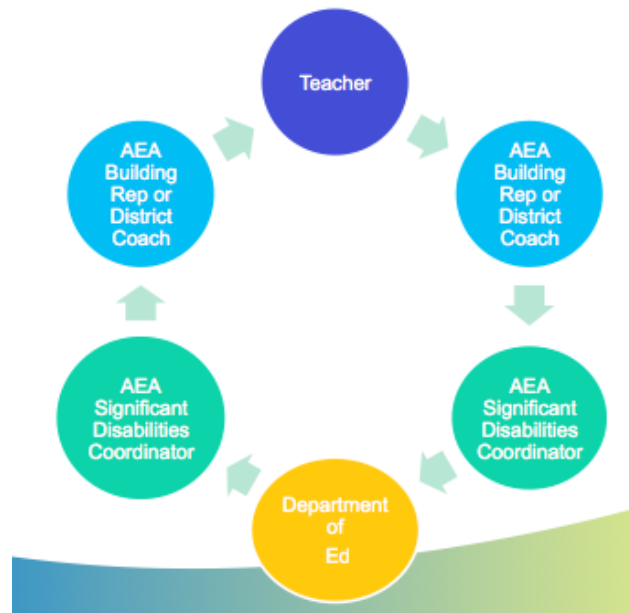 Teacher
AEA
Building
Rep or
District
Coach
AEA
Building
Rep or
District
Coach
AEA
Significant
Disabilities
Coordinator
AEA
Significant
Disabilities
Coordinator
Department
of
Ed